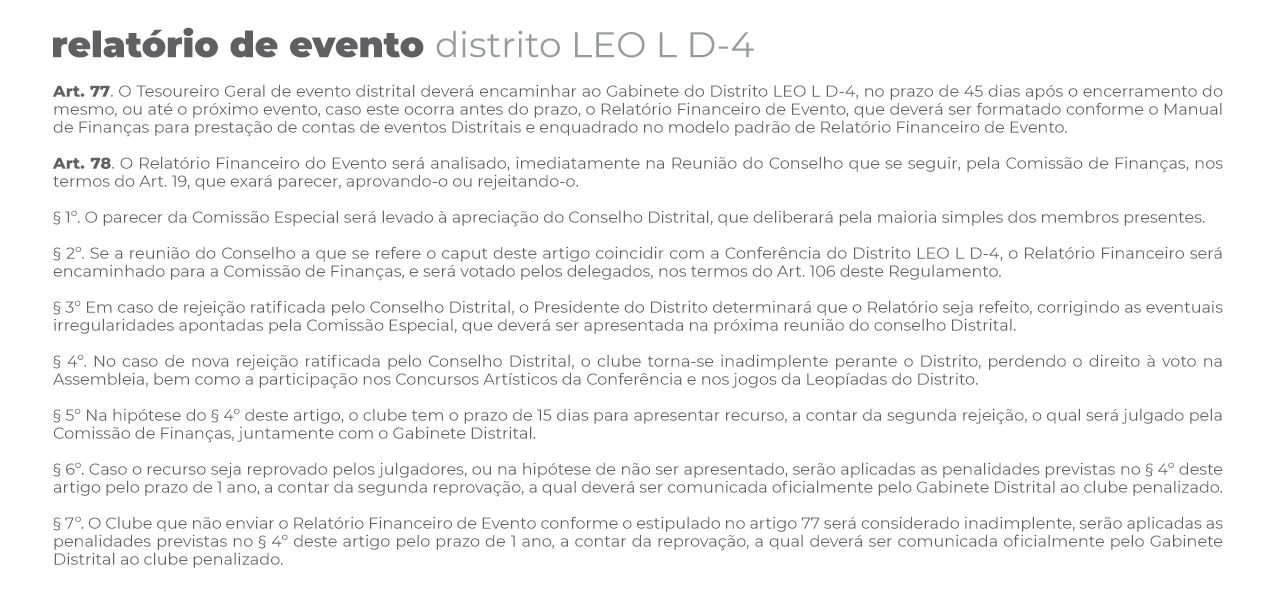 relatório de evento distrito LEO L D-4
Art. 77. O Tesoureiro Geral de evento distrital deverá encaminhar ao Gabinete do Distrito LEO L D-4, no prazo de 45 dias após o encerramento do
mesmo, ou até o próximo evento, caso este ocorra antes do prazo, o Relatório Financeiro de Evento, que deverá ser formatado conforme o Manual
de Finanças para prestação de contas de eventos Distritais e enquadrado no modelo padrão de Relatório Financeiro de Evento.
Art. 78. O Relatório Financeiro do Evento será analisado, imediatamente na Reunião do Conselho que se seguir, pela Comissão de Finanças, nos
termos do Art. 19, que exará parecer, aprovando-o ou rejeitando-o.
§ 1º. O parecer da Comissão Especial será levado à apreciação do Conselho Distrital, que deliberará pela maioria simples dos membros presentes.
§ 2º. Se a reunião do Conselho a que se refere o caput deste artigo coincidir com a Conferência do Distrito LEO L D-4, o Relatório Financeiro será
encaminhado para a Comissão de Finanças, e será votado pelos delegados, nos termos do Art. 106 deste Regulamento.
§ 3º Em caso de rejeição ratificada pelo Conselho Distrital, o Presidente do Distrito determinará que o Relatório seja refeito, corrigindo as eventuais
irregularidades apontadas pela Comissão Especial, que deverá ser apresentada na próxima reunião do conselho Distrital.
§ 4º. No caso de nova rejeição ratificada pelo Conselho Distrital, o clube torna-se inadimplente perante o Distrito, perdendo o direito à voto na
Assembleia, bem como a participação nos Concursos Artísticos da Conferência e nos jogos da Leopíadas do Distrito.
§ 5º Na hipótese do § 4º deste artigo, o clube tem o prazo de 15 dias para apresentar recurso, a contar da segunda rejeição, o qual será julgado pela
Comissão de Finanças, juntamente com o Gabinete Distrital.
§ 6º. Caso o recurso seja reprovado pelos julgadores, ou na hipótese de não ser apresentado, serão aplicadas as penalidades previstas no § 4º deste
artigo pelo prazo de 1 ano, a contar da segunda reprovação, a qual deverá ser comunicada oficialmente pelo Gabinete Distrital ao clube penalizado.
§ 7º. O Clube que não enviar o Relatório Financeiro de Evento conforme o estipulado no artigo 77 será considerado inadimplente, serão aplicadas as
penalidades previstas no § 4º deste artigo pelo prazo de 1 ano, a contar da reprovação, a qual deverá ser comunicada oficialmente pelo Gabinete
Distrital ao clube penalizado.